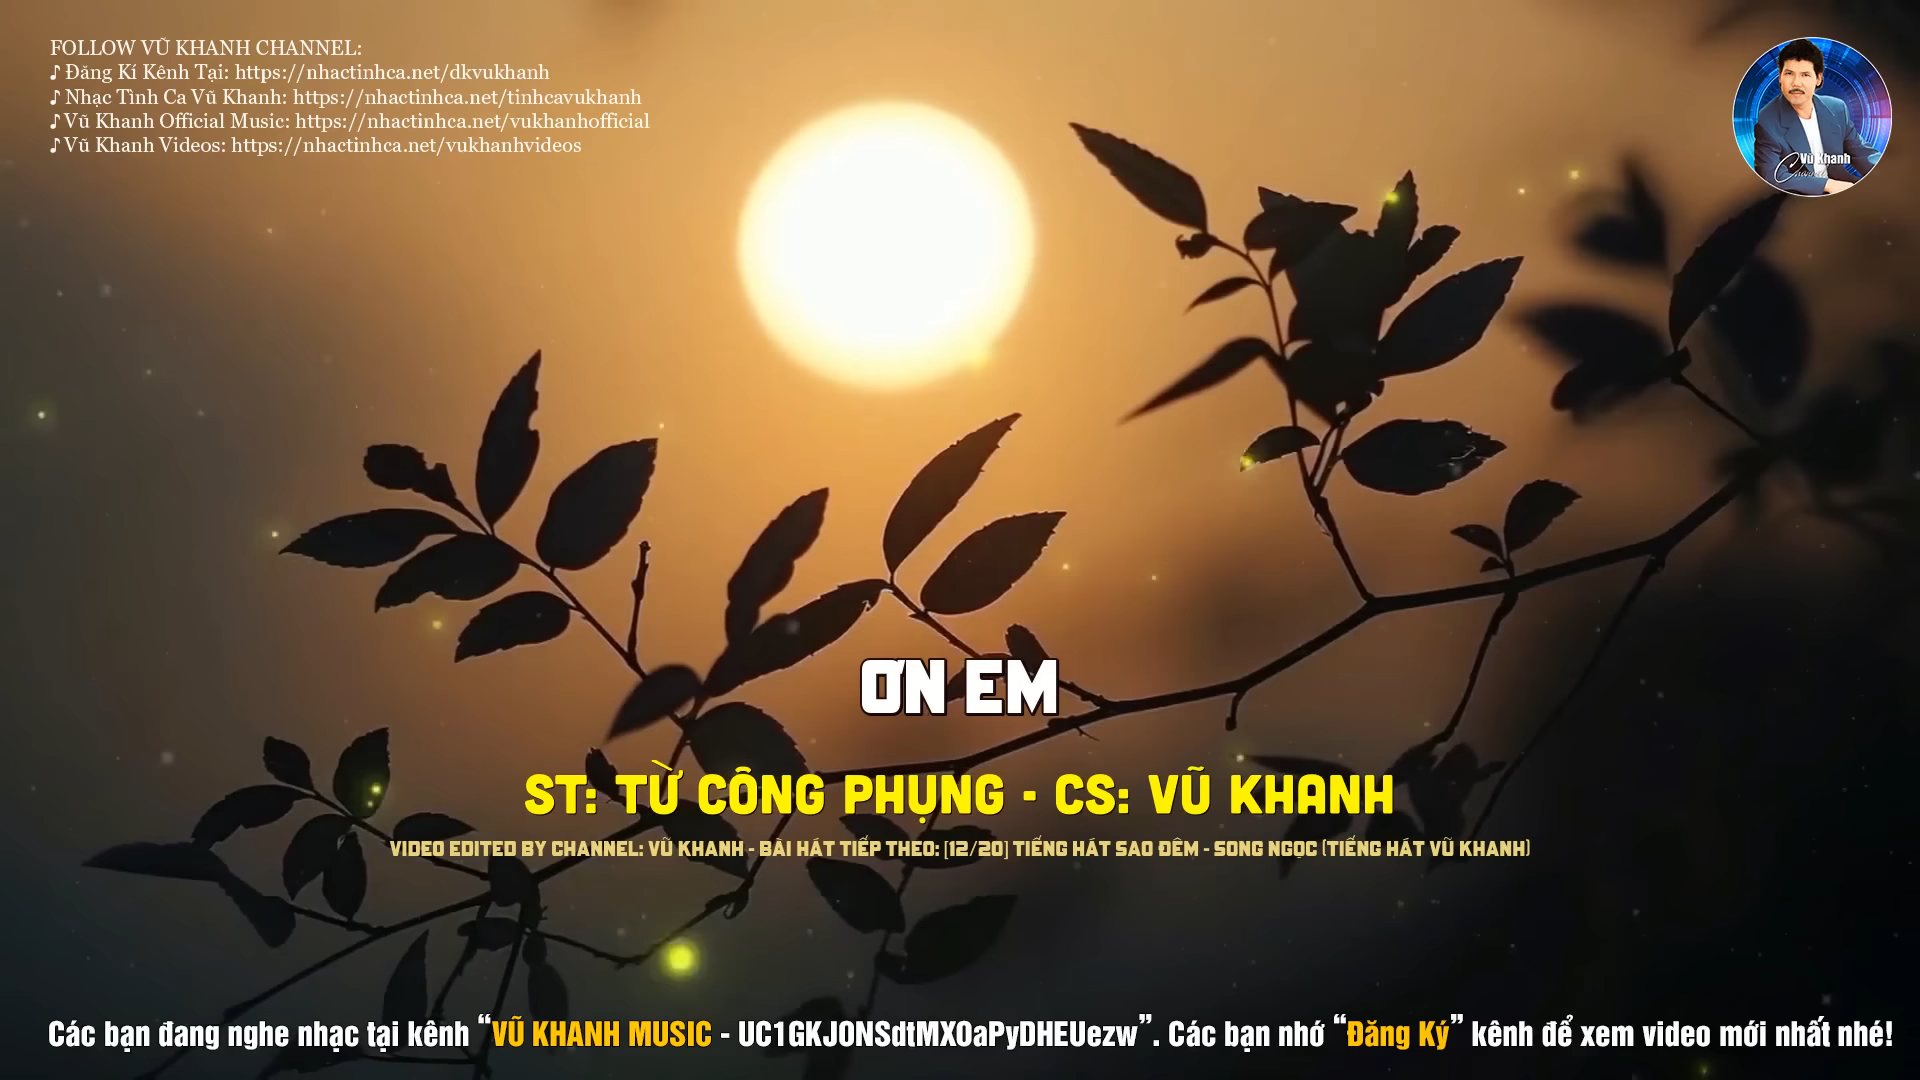 FOLLOW VŨ KHANH CHANNEL:
♪ Đăng Kí Kênh Tại: https://nhactinhca.net/dkvukhanh
♪ Nhạc Tình Ca Vũ Khanh: https://nhactinhca.net/tinhcavukhanh
♪ Vũ Khanh Official Music: https://nhactinhca.net/vukhanhofficial
♪ Vũ Khanh Videos: https://nhactinhca.net/vukhanhvideos
Vũ Khanh
Channel
ƠN EM
ST: TỪ CÔNG PHỤNG - CS: VŨ KHANH
VIDEO EDITED BY CHANNEL: VŨ KHANH - BÀI HÁT TIẾP THEO: [12/20] TIẾNG HÁT SAO ĐÊM - SONG NGỌC (TIẾNG HÁT VŨ KHANH)
Các bạn đang nghe nhạc tại kênh “VŨ KHANH MUSIC - UC1GKJONSdtMXOaPyDHEUezw”. Các bạn nhớ “Đăng Ký” kênh để xem video mới nhất nhé!